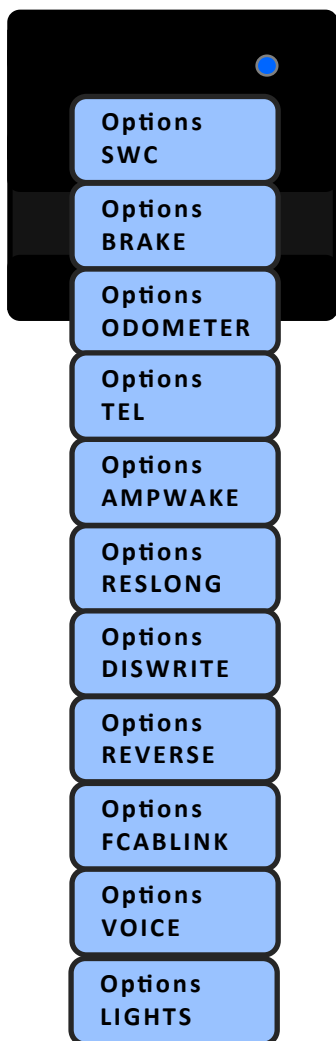 Options
SWC
Options
BRAKE
Options
ODOMETER
Options
TEL
Options
AMPWAKE
Options
RESLONG
Options
DISWRITE
Options
REVERSE
Options
FCABLINK
Options
VOICE
Options
LIGHTS